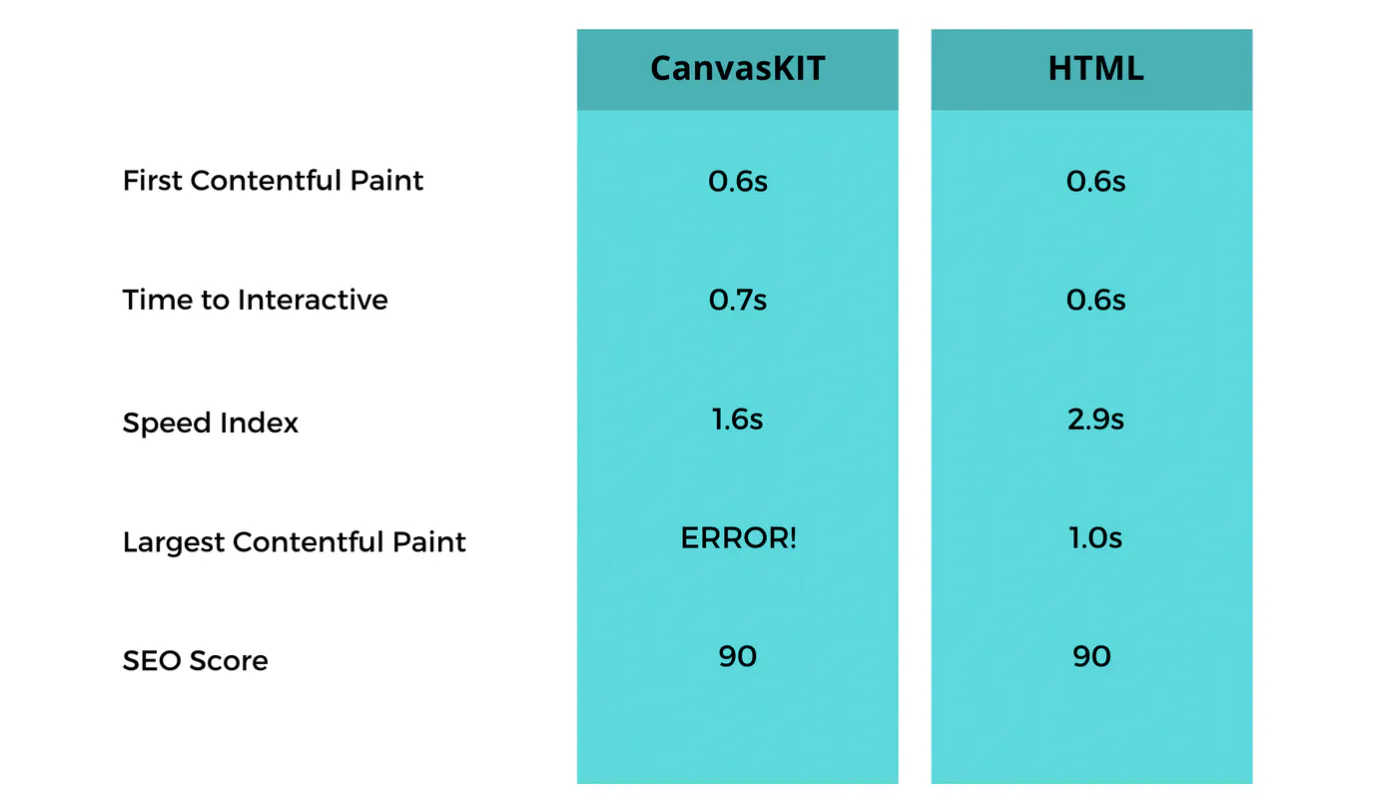 CanvasKIT HTML
First Contentful Paint 0.6s 0.6s
Time to Interactive 0.7s 0.6s
Speed Index 1.6s 2.9s
Largest Contentful Paint ERROR! 1.0s
SEO Score 90 90